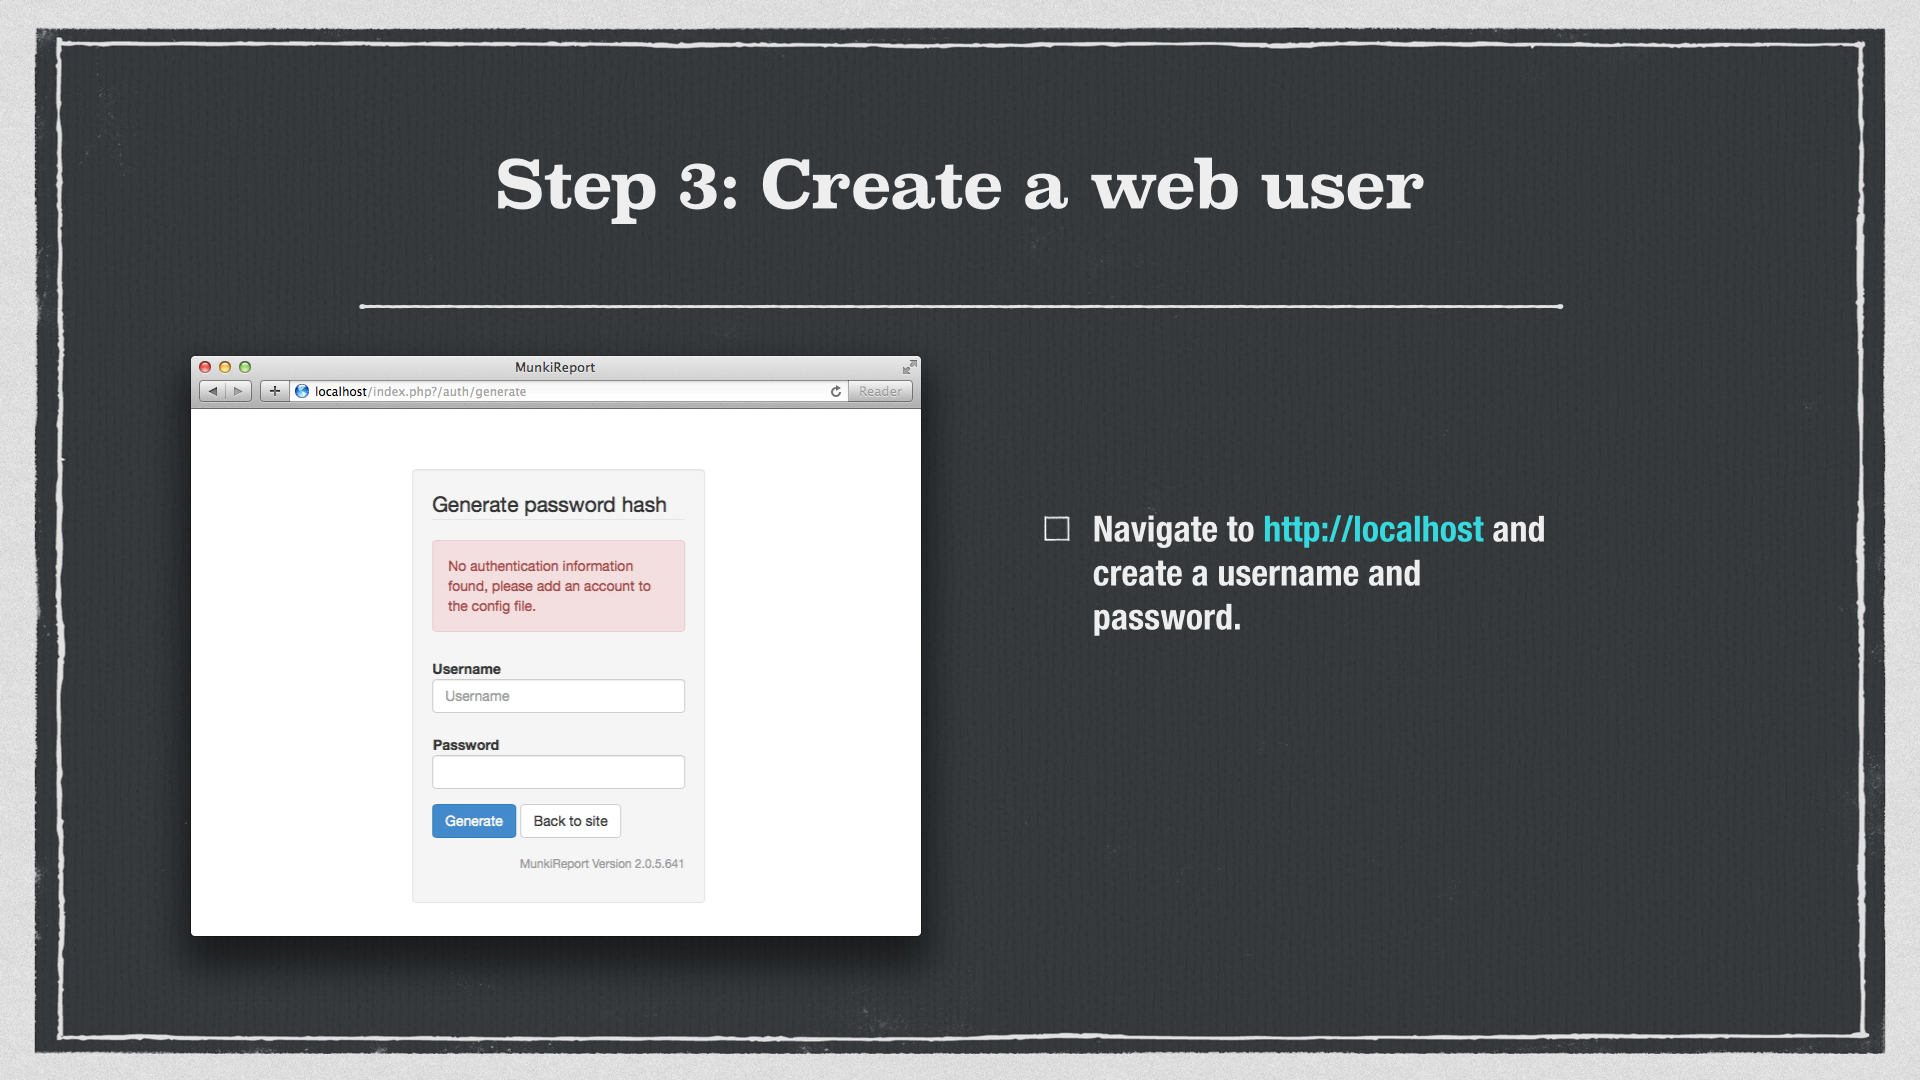 Step 3: Create a web user
MunkiReport
localhost/index.php?/auth/generate
Reader
Generate password hash
No authentication information
found, please add an account to
the config file.
Username
Username
Password
Generate
Back to site
MunkiReport Version 2.0.5.641
Navigate to http://localhost and
create a username and
password.